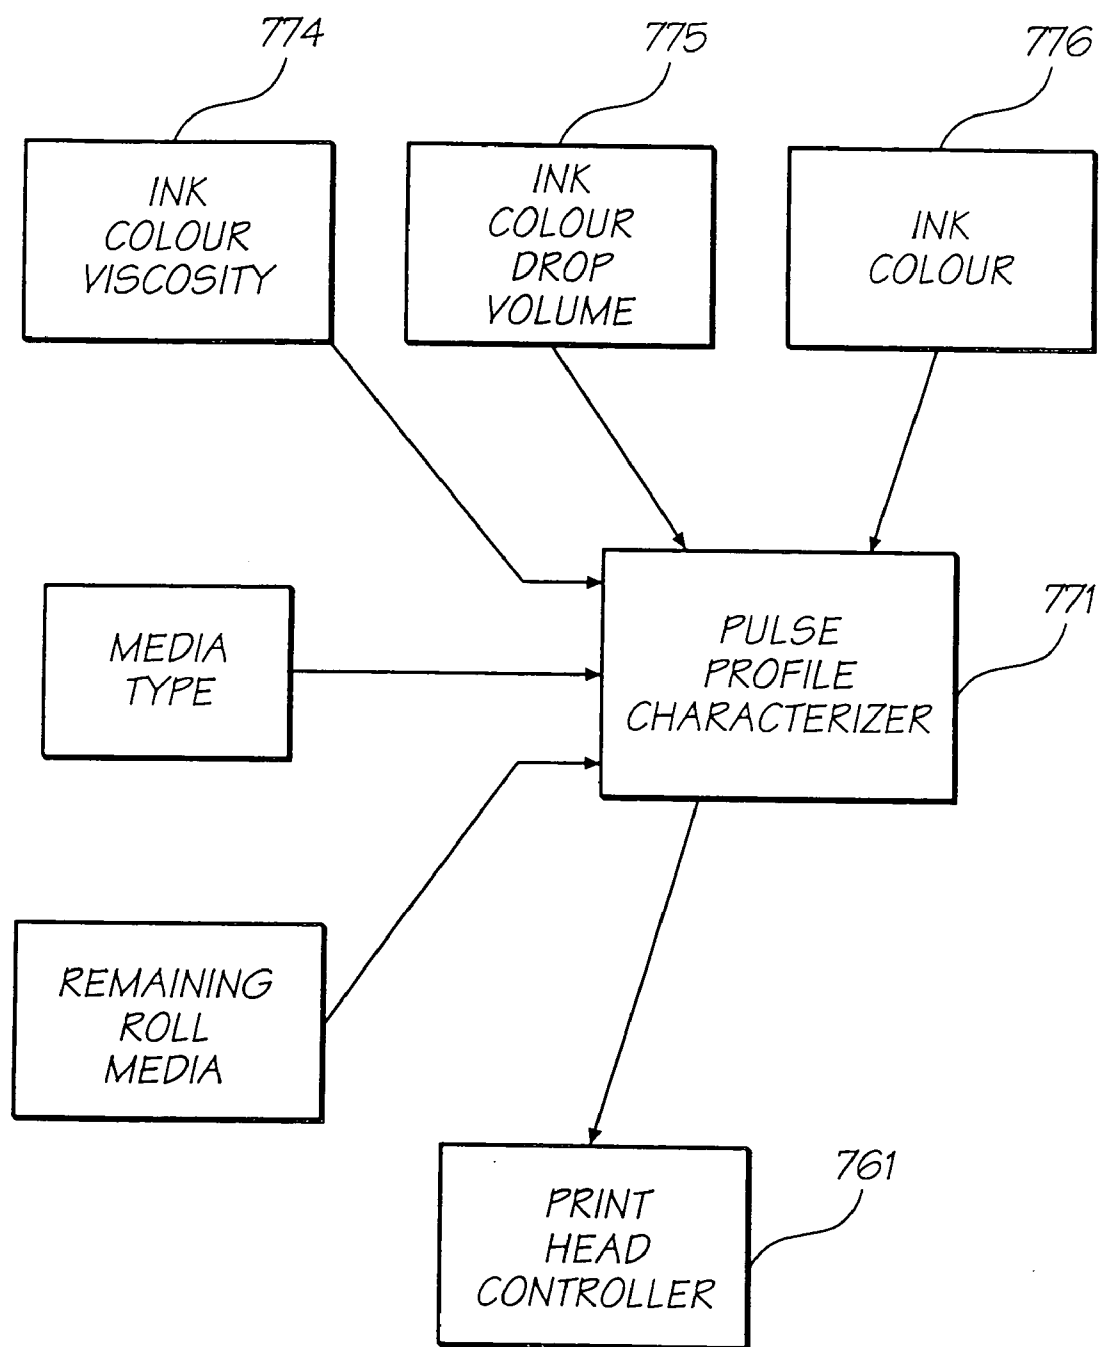 774
775
776
INK
COLOUR
VISCOSITY
INK
COLOUR
DROP
VOLUME
INK
COLOUR
771
MEDIA
TYPE
PULSE
PROFILE
CHARACTERIZER
REMAINING
ROLL
MEDIA
761
PRINT
HEAD
CONTROLLER